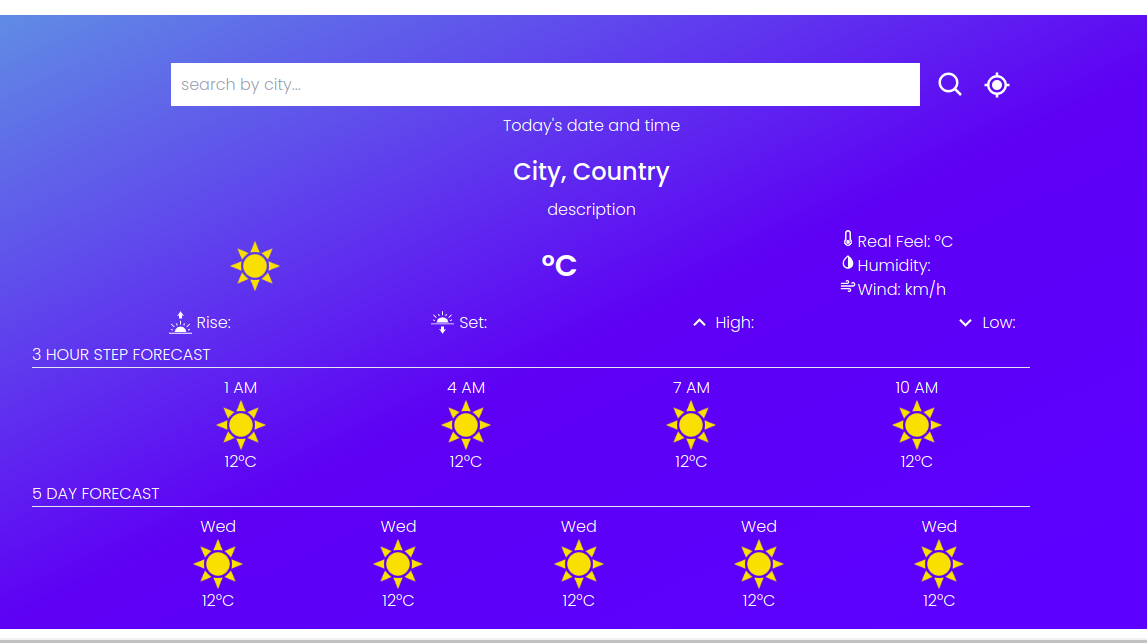 search by city...
Today's date and time
City, Country
description
°C
Real Feel: °C
Humidity:
Wind: km/h
Rise: Set: High: Low:
3 HOUR STEP FORECAST
1 AM 4 AM 7 AM 10 AM
12°C 12°C 12°C 12°C
5 DAY FORECAST
Wed Wed Wed Wed Wed
12°C 12°C 12°C 12°C 12°C